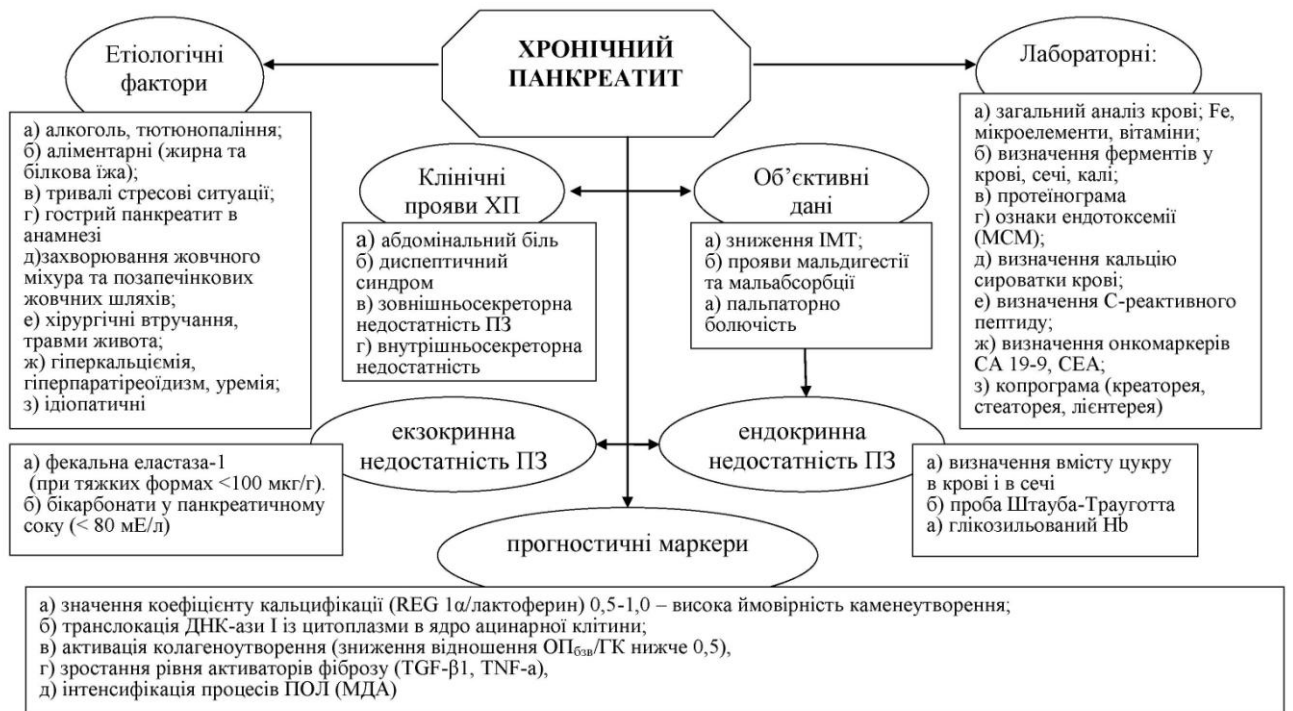 ХРОНІЧНИЙ
ПАНКРЕАТИТ
Етіологічні
фактори
а) алкоголь, тютюнопаління;
б) аліментарні (жирна та
білкова їжа);
в) тривалі стресові ситуації;
г) гострий панкреатит в
анамнезі
д)захворювання жовчного
міхура та позапечінкових
жовчних шляхів;
е) хірургічні втручання,
травми живота;
ж) гіперкальціємія,
гіперпаратіреоїдизм, уремія;
з) ідіопатичні
Клінічні
прояви ХП
а) абдомінальний біль
б) диспептичний
синдром
в) зовнішньосекреторна
недостатність ПЗ
г) внутрішньосекреторна
недостатність
Об’єктивні
дані
а) зниження ІМТ;
б) прояви мальдигестії
та мальабсорбції
а) пальпаторно
болючість
Лабораторні:
а) загальний аналіз крові; Fe,
мікроелементи, вітаміни;
б) визначення ферментів у
крові, сечі, калі;
в) протеїнограма
г) ознаки ендотоксемії
(МСМ);
д) визначення кальцію
сироватки крові;
е) визначення С-реактивного
пептиду;
ж) визначення онкомаркерів
СА 19-9, СЕА;
з) копрограма (креаторея,
стеаторея, лієнтерея)
екзокринна
недостатність ПЗ
а) фекальна еластаза-1
(при тяжких формах <100 мкг/г).
б) бікарбонати у панкреатичному
соку (< 80 мЕ/л)
ендокринна
недостатність ПЗ
а) визначення вмісту цукру
в крові і в сечі
б) проба Штауба-Трауготта
а) глікозильований Hb
прогностичні маркери
а) значення коефіцієнту кальцифікації (REG 1α/лактоферин) 0,5-1,0 – висока ймовірність каменеутворення;
б) транслокація ДНК-ази І із цитоплазми в ядро ацинарної клітини;
в) активація колагеноутворення (зниження відношення ОПбзв/ГК нижче 0,5),
г) зростання рівня активаторів фіброзу (TGF-β1, TNF-a),
д) інтенсифікація процесів ПОЛ (МДА)